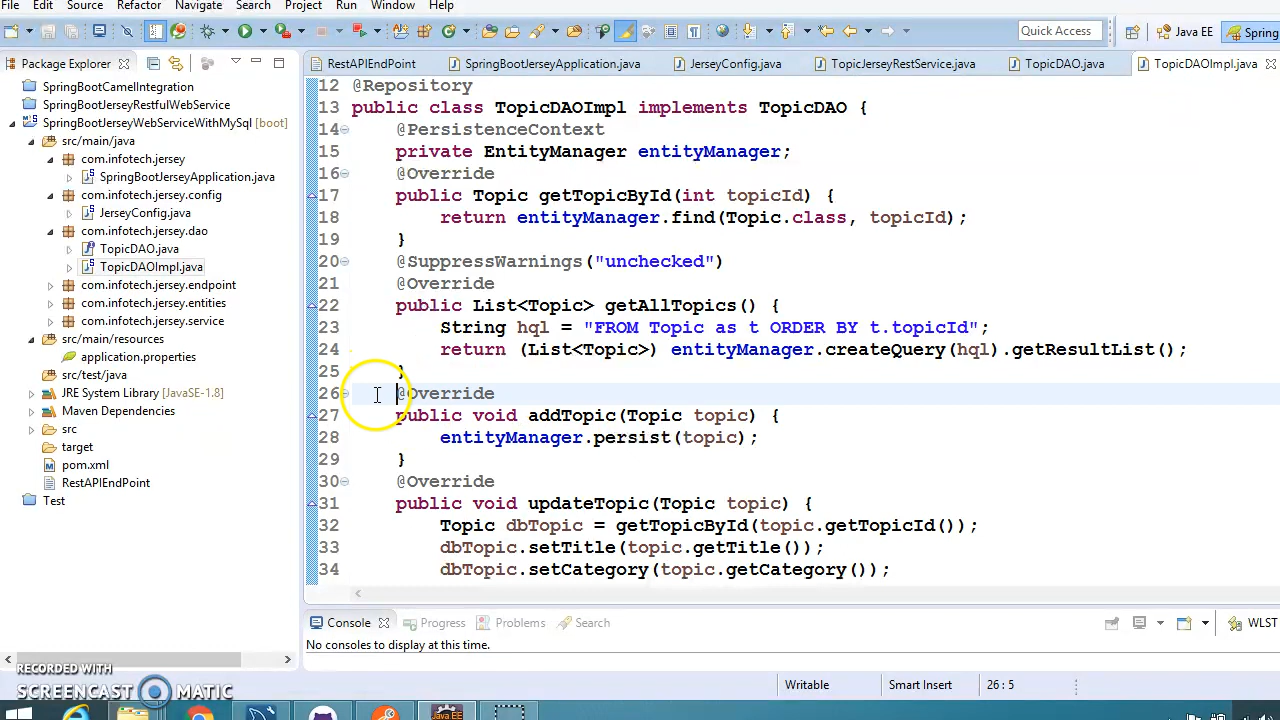 File Edit Source Refactor Navigate Search Project Run Window Help
Quick Access
Java EE
Spring
Package Explorer
RestAPIEndPoint
SpringBootJerseyApplication.java
JerseyConfig.java
TopicJerseyRestService.java
TopicDAO.java
TopicDAOImpl.java
SpringBootCamelIntegration
SpringBootJerseyRestfulWebService
SpringBootJerseyWebServiceWithMySql [boot]
src/main/java
com.infotech.jersey
SpringBootJerseyApplication.java
com.infotech.jersey.config
JerseyConfig.java
com.infotech.jersey.dao
TopicDAO.java
TopicDAOImpl.java
com.infotech.jersey.endpoint
com.infotech.jersey.entities
com.infotech.jersey.service
src/main/resources
application.properties
src/test/java
JRE System Library [JavaSE-1.8]
Maven Dependencies
src
target
pom.xml
RestAPIEndPoint
Test
12 @Repository
13 public class TopicDAOImpl implements TopicDAO {
14 @PersistenceContext
15 private EntityManager entityManager;
16 @Override
17 public Topic getTopicById(int topicId) {
18 return entityManager.find(Topic.class, topicId);
19 }
20 @SuppressWarnings("unchecked")
21 @Override
22 public List<Topic> getAllTopics() {
23 String hql = "FROM Topic as t ORDER BY t.topicId";
24 return (List<Topic>) entityManager.createQuery(hql).getResultList();
25 }
26 @Override
27 public void addTopic(Topic topic) {
28 entityManager.persist(topic);
29 }
30 @Override
31 public void updateTopic(Topic topic) {
32 Topic dbTopic = getTopicById(topic.getTopicId());
33 dbTopic.setTitle(topic.getTitle());
34 dbTopic.setCategory(topic.getCategory());
Console
Progress
Problems
Search
WLST
No consoles to display at this time.
Writable
Smart Insert
26 : 5
RECORDED WITH
SCREENCAST MATIC
Java EE